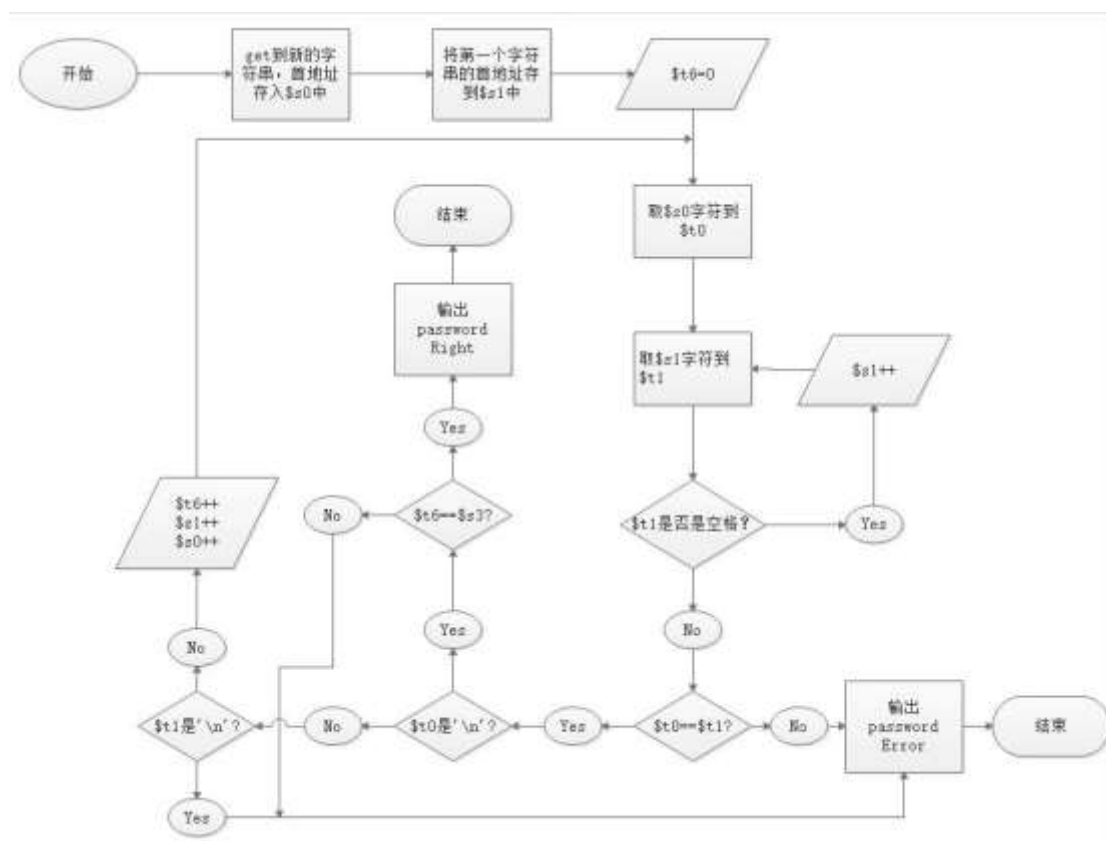 开始
get到新的字
符串，首地址
存入$s0中
将第一个字符
串的首地址存
到$s1中
$t6=0
取$s0字符到
$t0
结束
输出
password
Right
取$s1字符到
$t1
$s1++
Yes
$t6++
$s1++
$s0++
No
$t6==$s3?
$t1是否是空格?
Yes
No
Yes
No
$t1是'\n'?
No
$t0是'\n'?
Yes
$t0==$t1?
No
输出
password
Error
结束
Yes